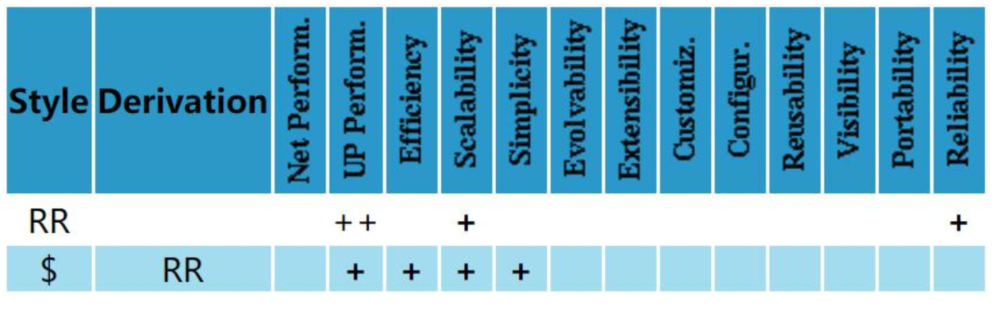 Style Derivation Net Perform. UP Perform. Efficiency Scalability Simplicity Evolvability Extensibility Customiz. Configur. Reusability Visibility Portability Reliability
RR ++ + +
$ RR + + + +